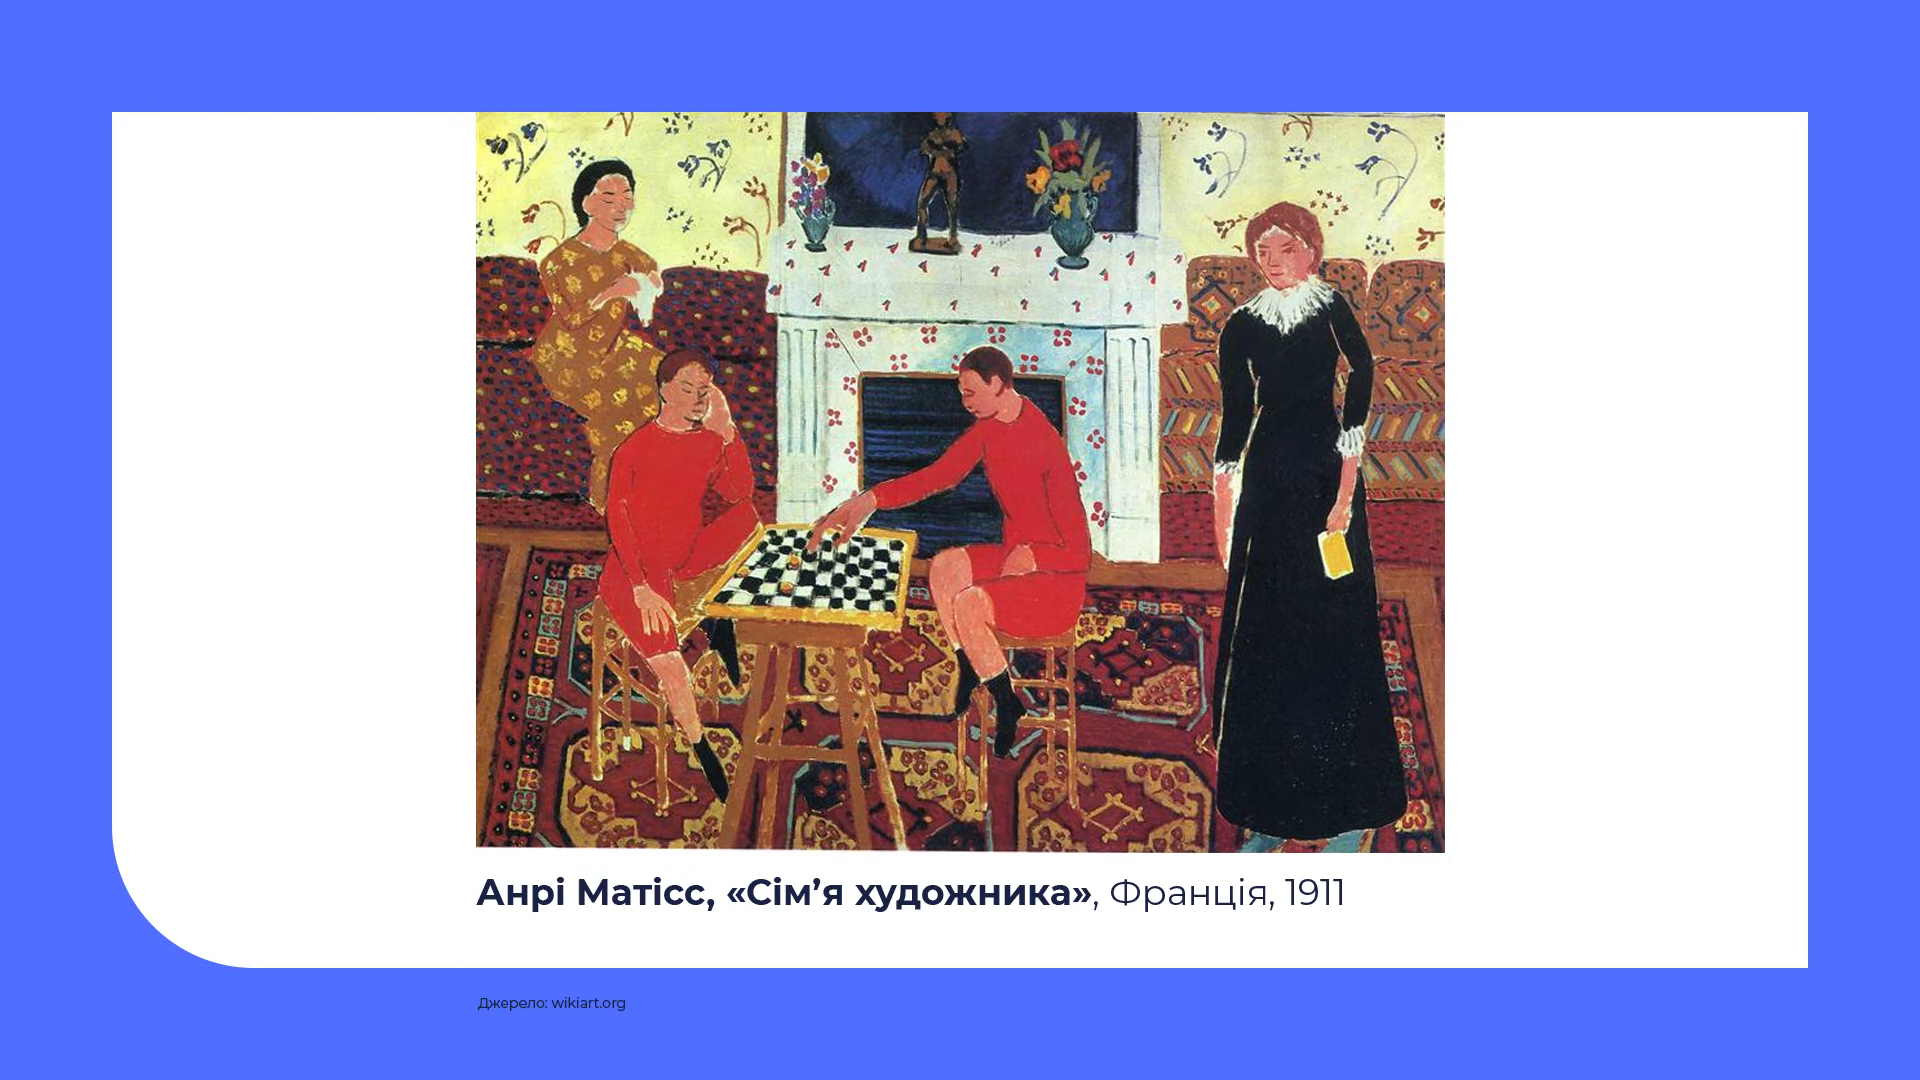 Анрі Матісс, «Сім’я художника», Франція, 1911
Джерело: wikiart.org